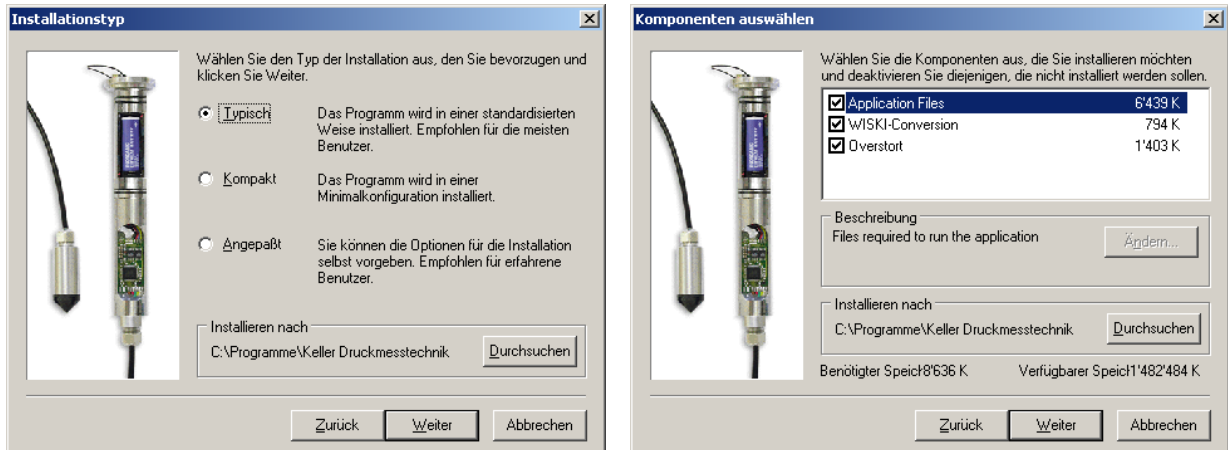 Installationstyp
Wählen Sie den Typ der Installation aus, den Sie bevorzugen und
klicken Sie Weiter.
Typisch
Das Programm wird in einer standardisierten
Weise installiert. Empfohlen für die meisten
Benutzer.
Kompakt
Das Programm wird in einer
Minimalkonfiguration installiert.
Angepaßt
Sie können die Optionen für die Installation
selbst vorgeben. Empfohlen für erfahrene
Benutzer.
Installieren nach
C:\Programme\Keller Druckmesstechnik
Durchsuchen
Zurück
Weiter
Abbrechen
Komponenten auswählen
Wählen Sie die Komponenten aus, die Sie installieren möchten
und deaktivieren Sie diejenigen, die nicht installiert werden sollen.
Application Files 6'439 K
WISKI-Conversion 794 K
Overstort 1'403 K
Beschreibung
Files required to run the application
Ändern...
Installieren nach
C:\Programme\Keller Druckmesstechnik
Durchsuchen
Benötigter Speich8'636 K Verfügbarer Speich1'482'484 K
Zurück
Weiter
Abbrechen